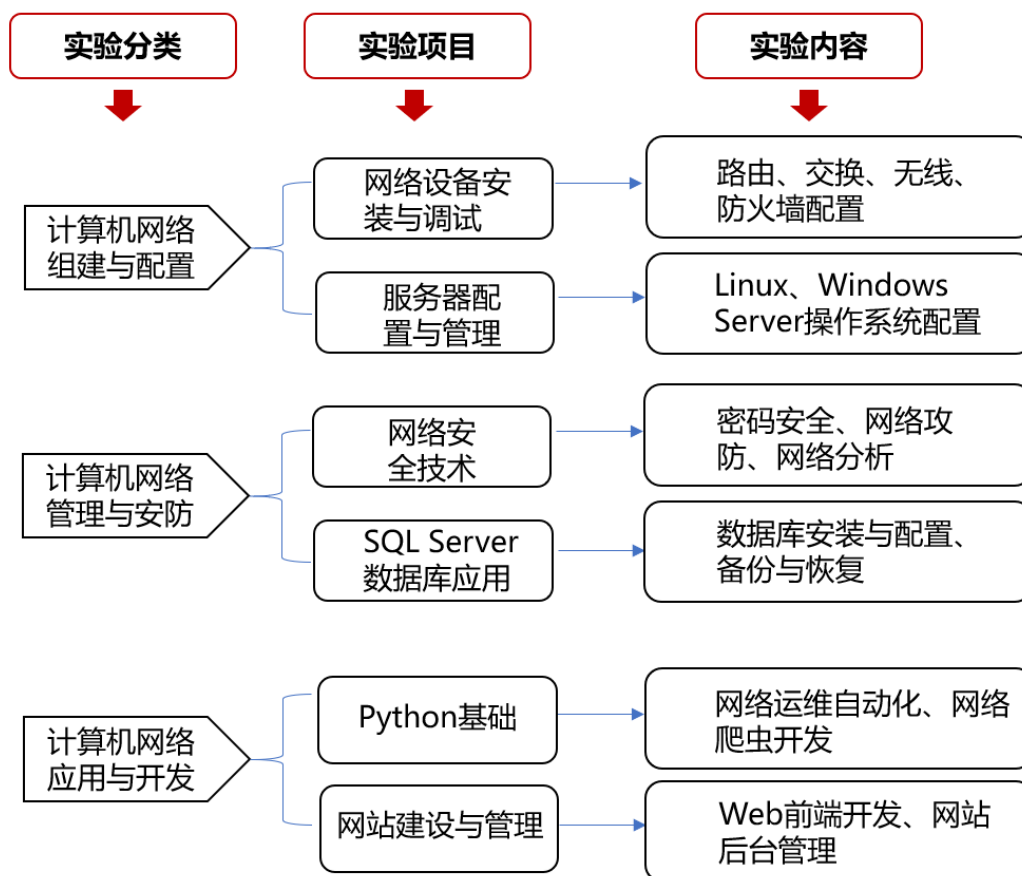 实验分类
实验项目
实验内容
计算机网络
组建与配置
网络设备安
装与调试
路由、交换、无线、
防火墙配置
服务器配
置与管理
Linux、Windows
Server操作系统配置
计算机网络
管理与安防
网络安
全技术
密码安全、网络攻
防、网络分析
SQL Server
数据库应用
数据库安装与配置、
备份与恢复
计算机网络
应用与开发
Python基础
网络运维自动化、网络
爬虫开发
网站建设与管理
Web前端开发、网站
后台管理